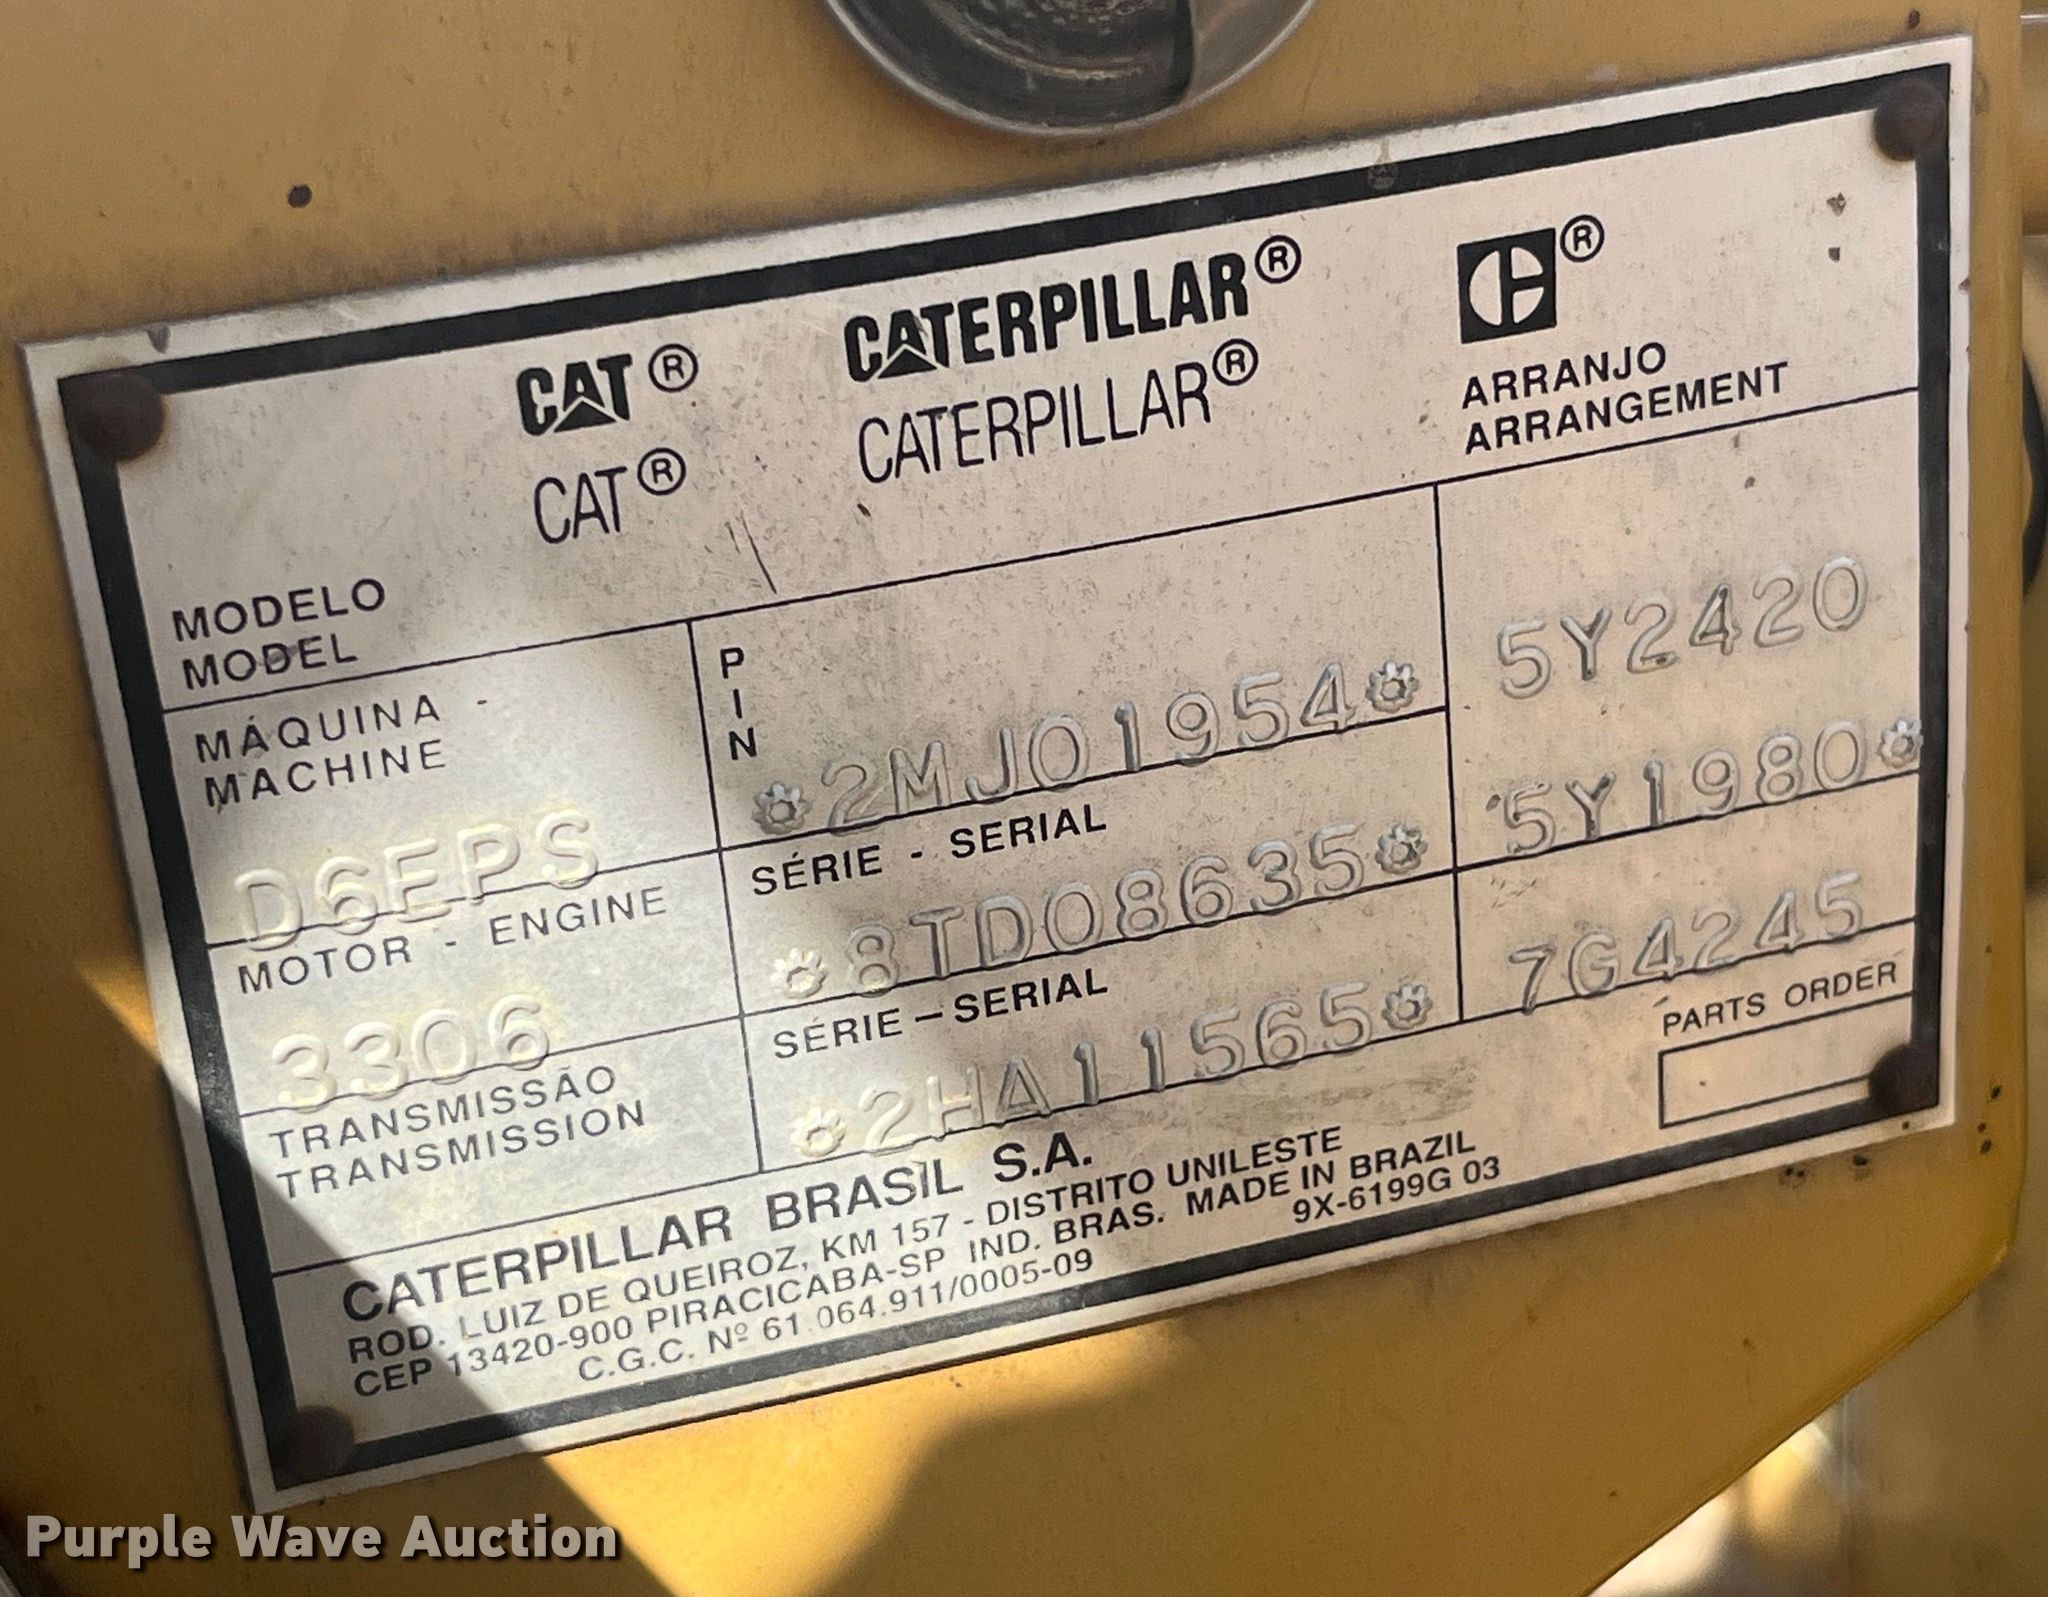 CAT® CATERPILLAR® ®
CAT® CATERPILLAR®
ARRANJO
ARRANGEMENT
MODELO
MODEL
MÁQUINA -
MACHINE
D6EPS
PIN
*2MJ01954*
5Y2420
MOTOR - ENGINE
3306
SÉRIE - SERIAL
*8TD08635*
5Y1980*
TRANSMISSÃO
TRANSMISSION
SÉRIE - SERIAL
*2HA11565*
7G4245
PARTS ORDER
CATERPILLAR BRASIL S.A.
ROD. LUIZ DE QUEIROZ, KM 157 - DISTRITO UNILESTE
CEP 13420-900 PIRACICABA-SP IND. BRAS. MADE IN BRAZIL
C.G.C. Nº 61.064.911/0005-09
9X-6199G 03
Purple Wave Auction